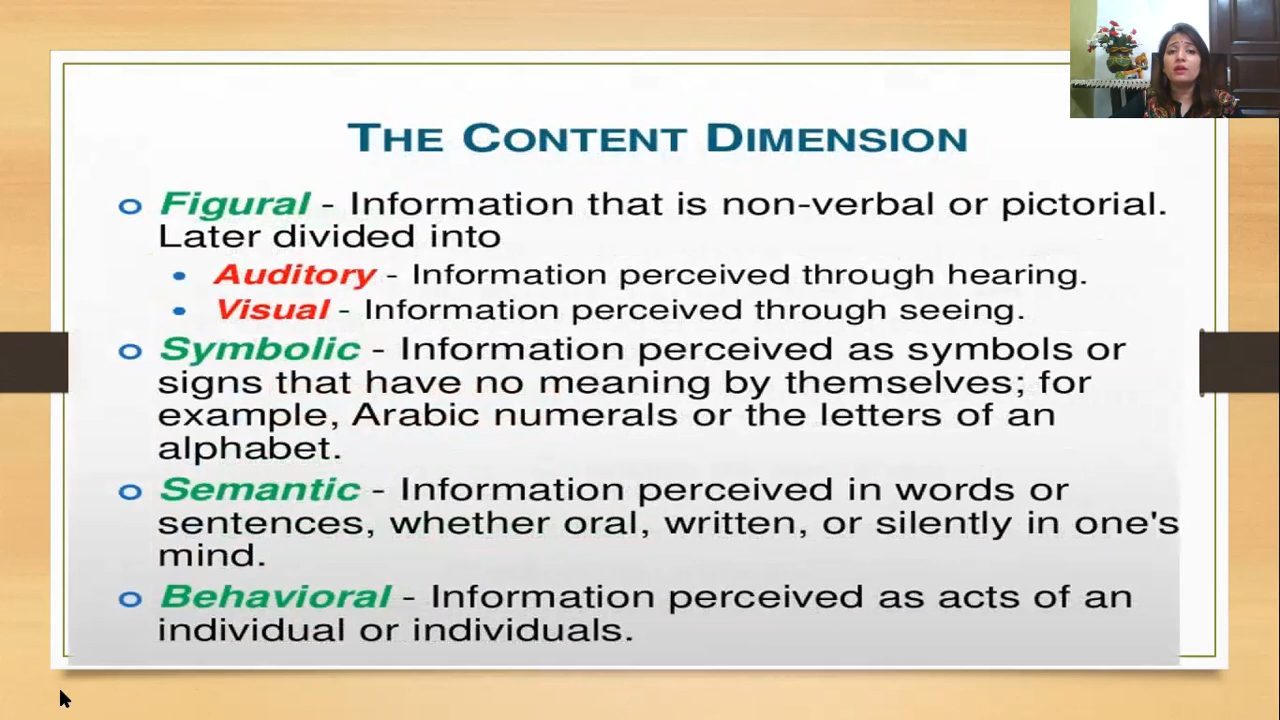 THE CONTENT DIMENSION
Figural - Information that is non-verbal or pictorial.
Later divided into
Auditory - Information perceived through hearing.
Visual - Information perceived through seeing.
Symbolic - Information perceived as symbols or
signs that have no meaning by themselves; for
example, Arabic numerals or the letters of an
alphabet.
Semantic - Information perceived in words or
sentences, whether oral, written, or silently in one's
mind.
Behavioral - Information perceived as acts of an
individual or individuals.